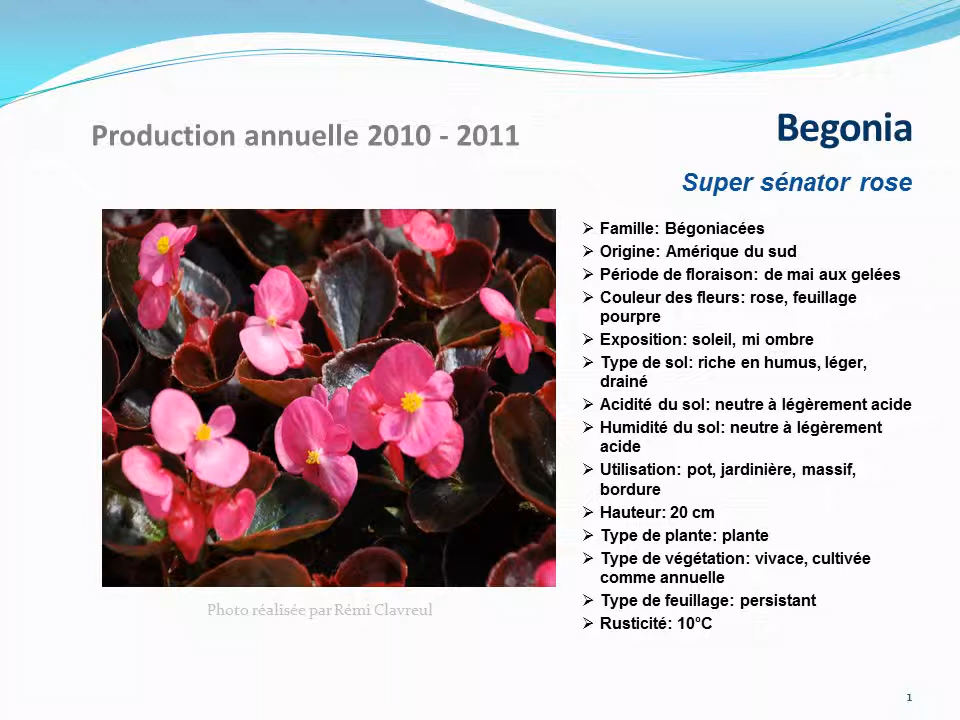 Production annuelle 2010 - 2011
Begonia
Super sénator rose
➢ Famille: Bégoniacées
➢ Origine: Amérique du sud
➢ Période de floraison: de mai aux gelées
➢ Couleur des fleurs: rose, feuillage
pourpre
➢ Exposition: soleil, mi ombre
➢ Type de sol: riche en humus, léger,
drainé
➢ Acidité du sol: neutre à légèrement acide
➢ Humidité du sol: neutre à légèrement
acide
➢ Utilisation: pot, jardinière, massif,
bordure
➢ Hauteur: 20 cm
➢ Type de plante: plante
➢ Type de végétation: vivace, cultivée
comme annuelle
➢ Type de feuillage: persistant
➢ Rusticité: 10°C
Photo réalisée par Rémi Clavreul
1